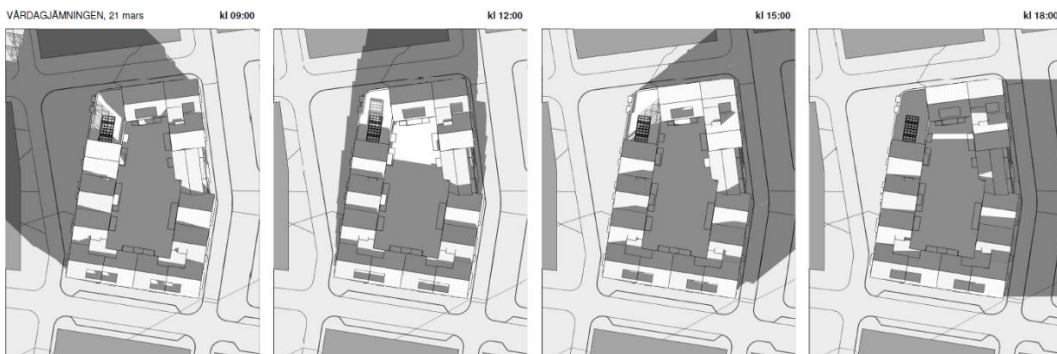 VÅRDAGJÄMNINGEN, 21 mars
kl 09:00
kl 12:00
kl 15:00
kl 18:00